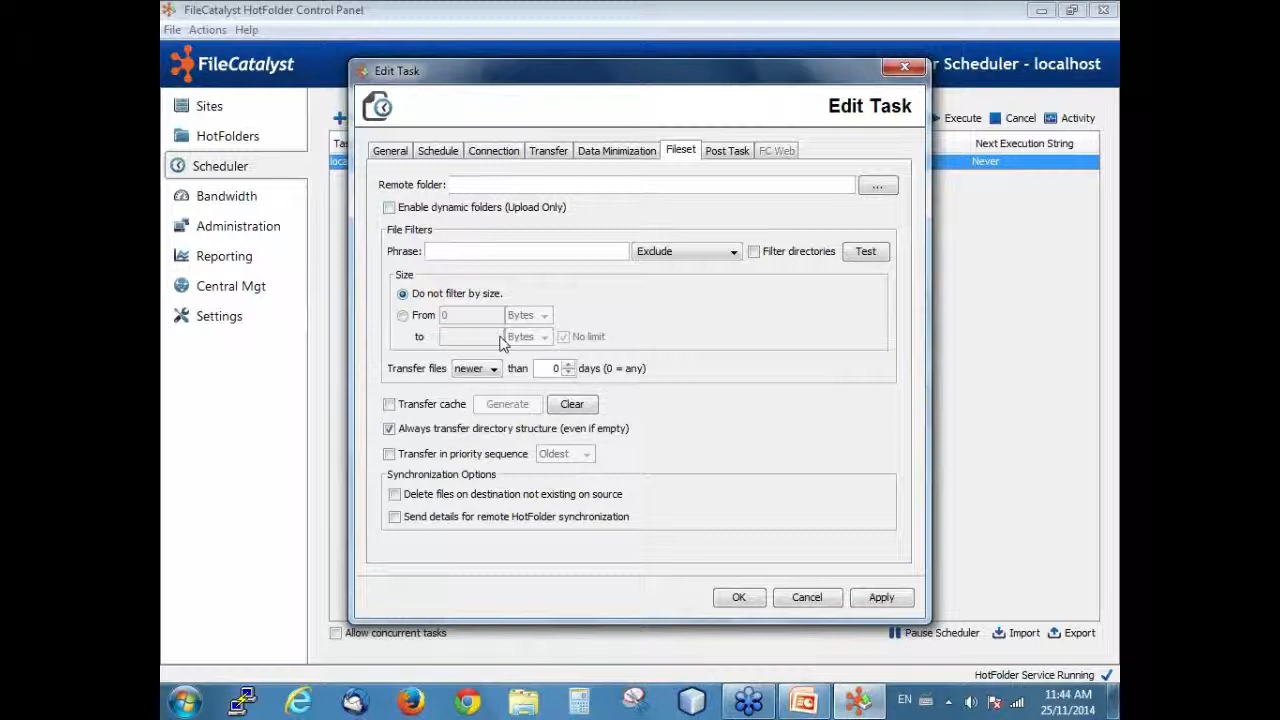 FileCatalyst HotFolder Control Panel
File Actions Help
FileCatalyst
r Scheduler - localhost
Sites
HotFolders
Scheduler
Bandwidth
Administration
Reporting
Central Mgt
Settings
Execute Cancel Activity
Tas
Next Execution String
loca
Never
Edit Task
Edit Task
General Schedule Connection Transfer Data Minimization Fileset Post Task FC Web
Remote folder: ...
Enable dynamic folders (Upload Only)
File Filters
Phrase: Exclude Filter directories Test
Size
Do not filter by size.
From 0 Bytes
to Bytes No limit
Transfer files newer than 0 days (0 = any)
Transfer cache Generate Clear
Always transfer directory structure (even if empty)
Transfer in priority sequence Oldest
Synchronization Options
Delete files on destination not existing on source
Send details for remote HotFolder synchronization
OK Cancel Apply
Allow concurrent tasks
Pause Scheduler Import Export
HotFolder Service Running
EN
11:44 AM
25/11/2014